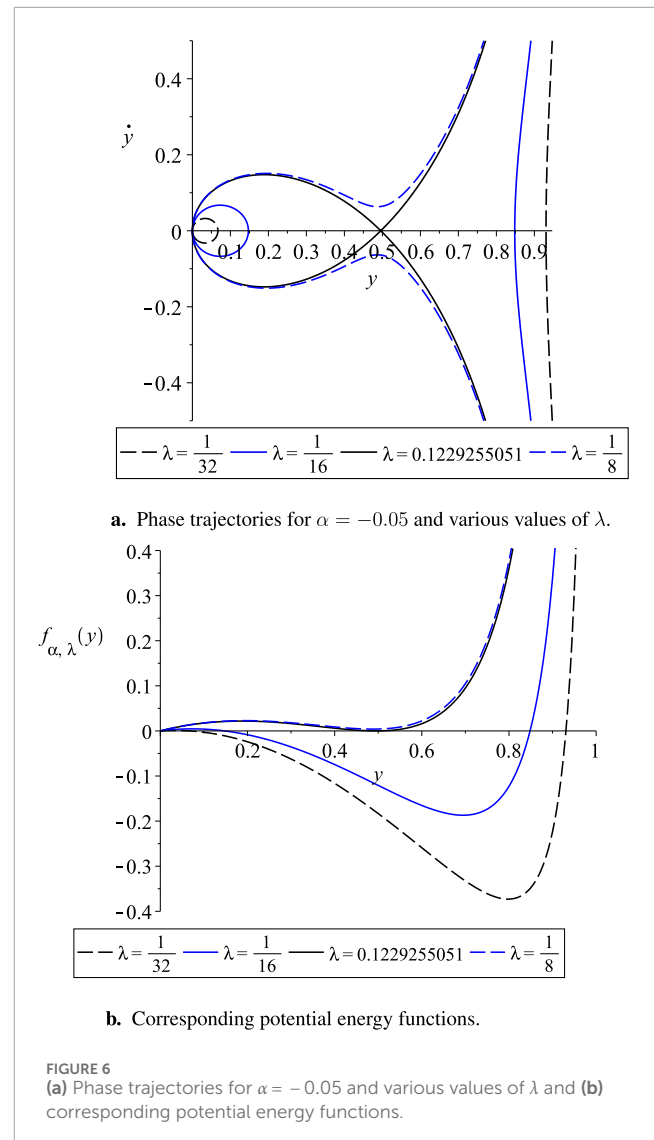 0.4
ẏ
0.2
0
0.1 0.2 0.3 0.4 0.5 0.6 0.7 0.8 0.9
y
−0.2
−0.4
λ = 1/32 λ = 1/16 λ = 0.1229255051 λ = 1/8
a. Phase trajectories for α = −0.05 and various values of λ.
0.4
0.3
f α, λ (y)
0.2
0.1
0
0.2 0.4 0.6 0.8 1
y
−0.1
−0.2
−0.3
−0.4
λ = 1/32 λ = 1/16 λ = 0.1229255051 λ = 1/8
b. Corresponding potential energy functions.
FIGURE 6
(a) Phase trajectories for α = − 0.05 and various values of λ and (b)
corresponding potential energy functions.